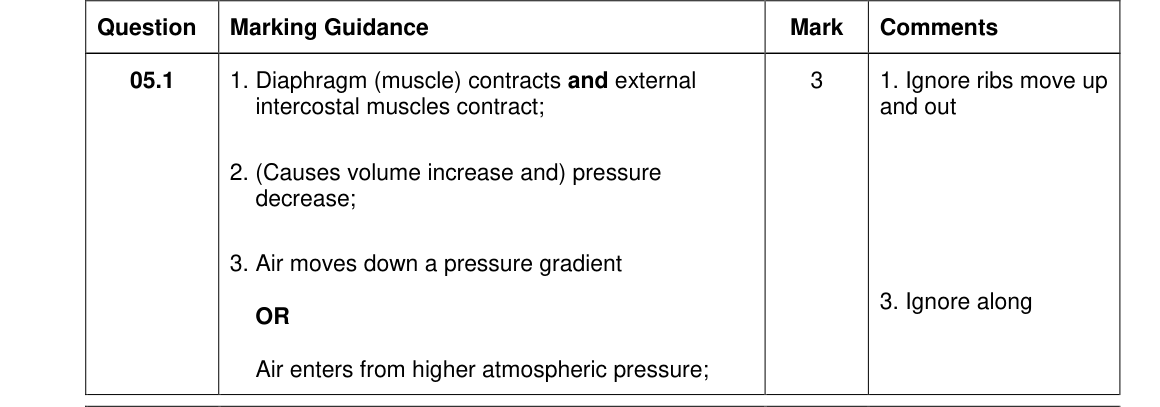 Question Marking Guidance Mark Comments
05.1 1. Diaphragm (muscle) contracts and external 3 1. Ignore ribs move up
intercostal muscles contract; and out
2. (Causes volume increase and) pressure
decrease;
3. Air moves down a pressure gradient
3. Ignore along
OR
Air enters from higher atmospheric pressure;